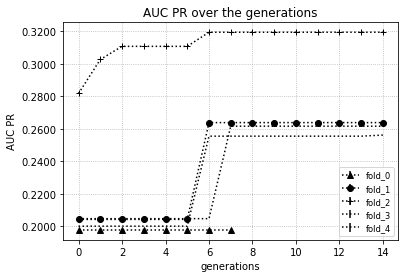 AUC PR over the generations
0.3200
0.3000
0.2800
0.2600
0.2400
0.2200
0.2000
AUC PR
0 2 4 6 8 10 12 14
generations
fold_0
fold_1
fold_2
fold_3
fold_4